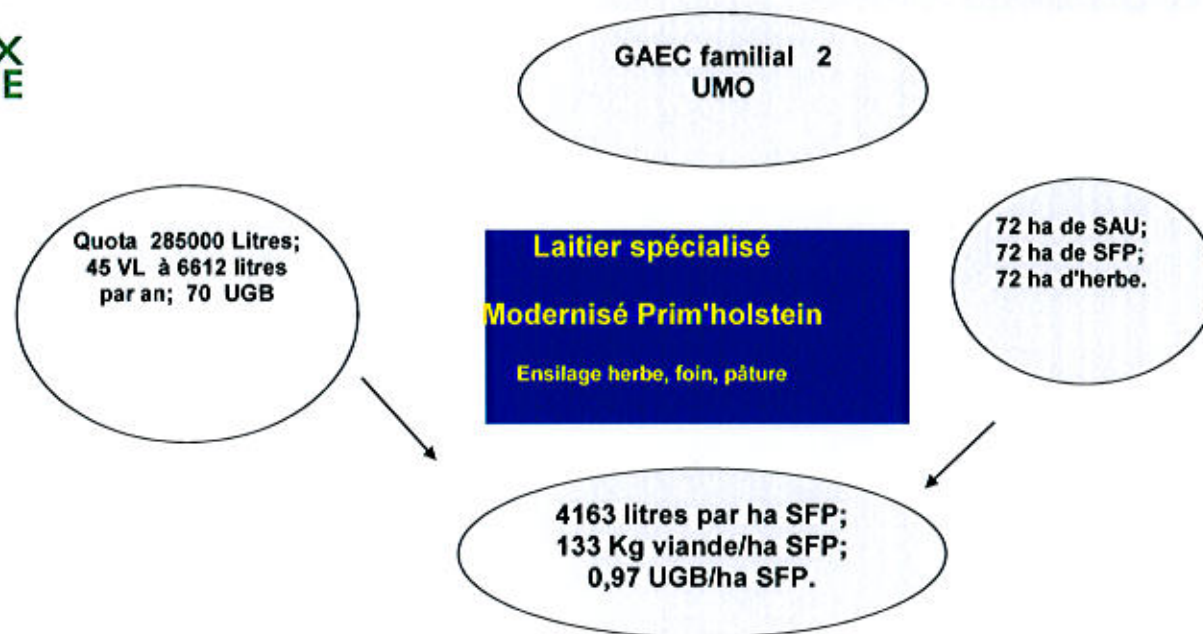 X
E
GAEC familial 2
UMO
Quota 285000 Litres;
45 VL à 6612 litres
par an; 70 UGB
Laitier spécialisé
Modernisé Prim'holstein
Ensilage herbe, foin, pâture
72 ha de SAU;
72 ha de SFP;
72 ha d'herbe.
4163 litres par ha SFP;
133 Kg viande/ha SFP;
0,97 UGB/ha SFP.